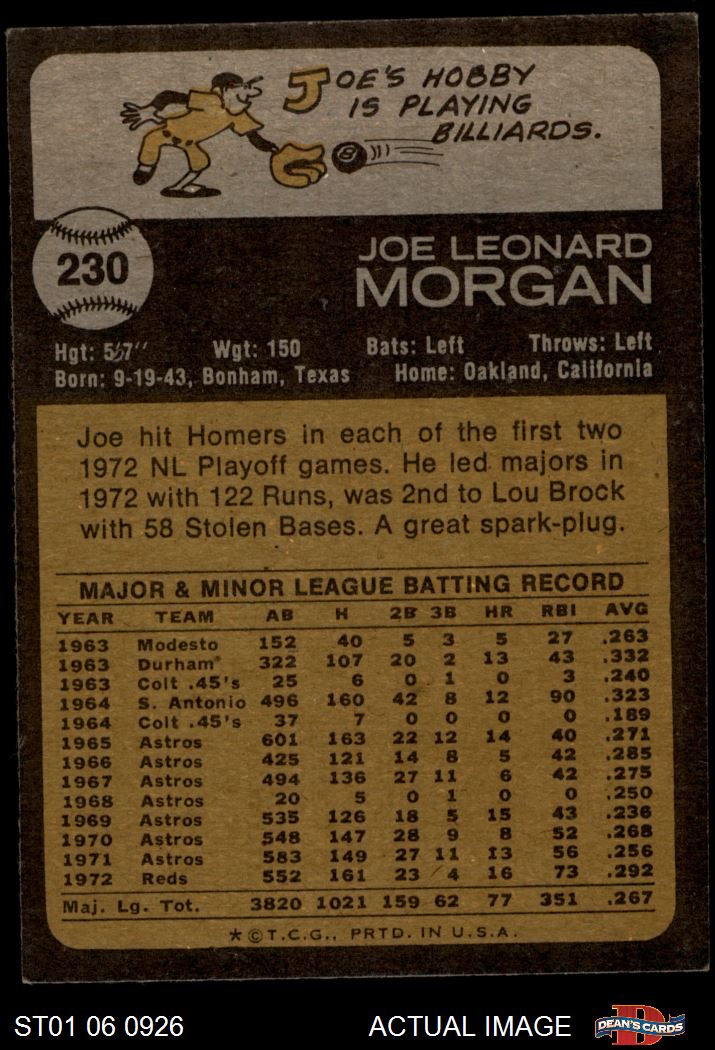 JOE'S HOBBY
IS PLAYING
BILLIARDS.
8
230
JOE LEONARD
MORGAN
Hgt: 5'7" Wgt: 150 Bats: Left Throws: Left
Born: 9-19-43, Bonham, Texas Home: Oakland, California
Joe hit Homers in each of the first two
1972 NL Playoff games. He led majors in
1972 with 122 Runs, was 2nd to Lou Brock
with 58 Stolen Bases. A great spark-plug.
MAJOR & MINOR LEAGUE BATTING RECORD
YEAR TEAM AB H 2B 3B HR RBI AVG
1963 Modesto 152 40 5 3 5 27 .263
1963 Durham* 322 107 20 2 13 43 .332
1963 Colt .45's 25 6 0 1 0 3 .240
1964 S. Antonio 496 160 42 8 12 90 .323
1964 Colt .45's 37 7 0 0 0 0 .189
1965 Astros 601 163 22 12 14 40 .271
1966 Astros 425 121 14 8 5 42 .285
1967 Astros 494 136 27 11 6 42 .275
1968 Astros 20 5 0 1 0 0 .250
1969 Astros 535 126 18 5 15 43 .236
1970 Astros 548 147 28 9 8 52 .268
1971 Astros 583 149 27 11 13 56 .256
1972 Reds 552 161 23 4 16 73 .292
Maj. Lg. Tot. 3820 1021 159 62 77 351 .267
*©T.C.G., PRTD. IN U.S.A.
ST01 06 0926 ACTUAL IMAGE D DEAN'S CARDS